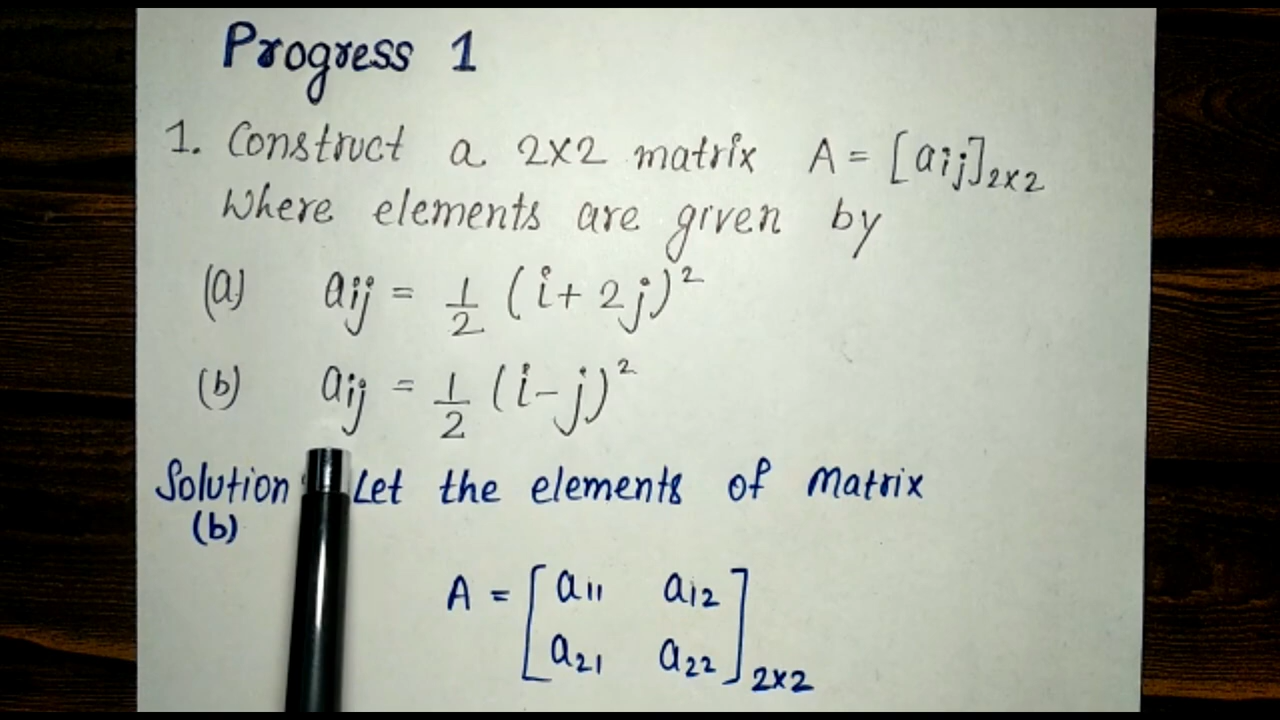 Progress 1
1. Construct a 2x2 matrix A = [aij]2x2
Where elements are given by
(a) aij = 1/2 (i + 2j)²
(b) aij = 1/2 (i-j)²
Solution Let the elements of Matrix
(b)
A = [a11 a12
a21 a22]2x2